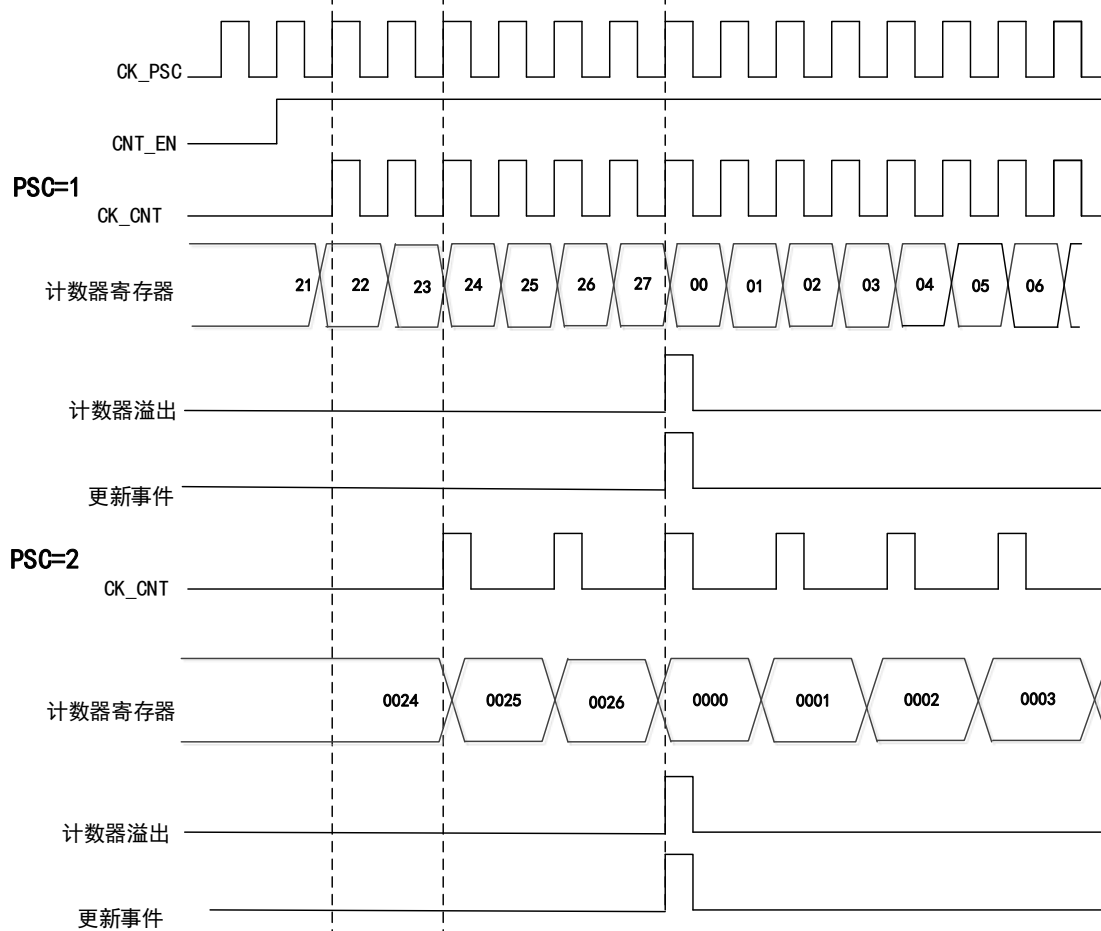 CK_PSC
CNT_EN
PSC=1
CK_CNT
计数器寄存器 21 22 23 24 25 26 27 00 01 02 03 04 05 06
计数器溢出
更新事件
PSC=2
CK_CNT
计数器寄存器 0024 0025 0026 0000 0001 0002 0003
计数器溢出
更新事件